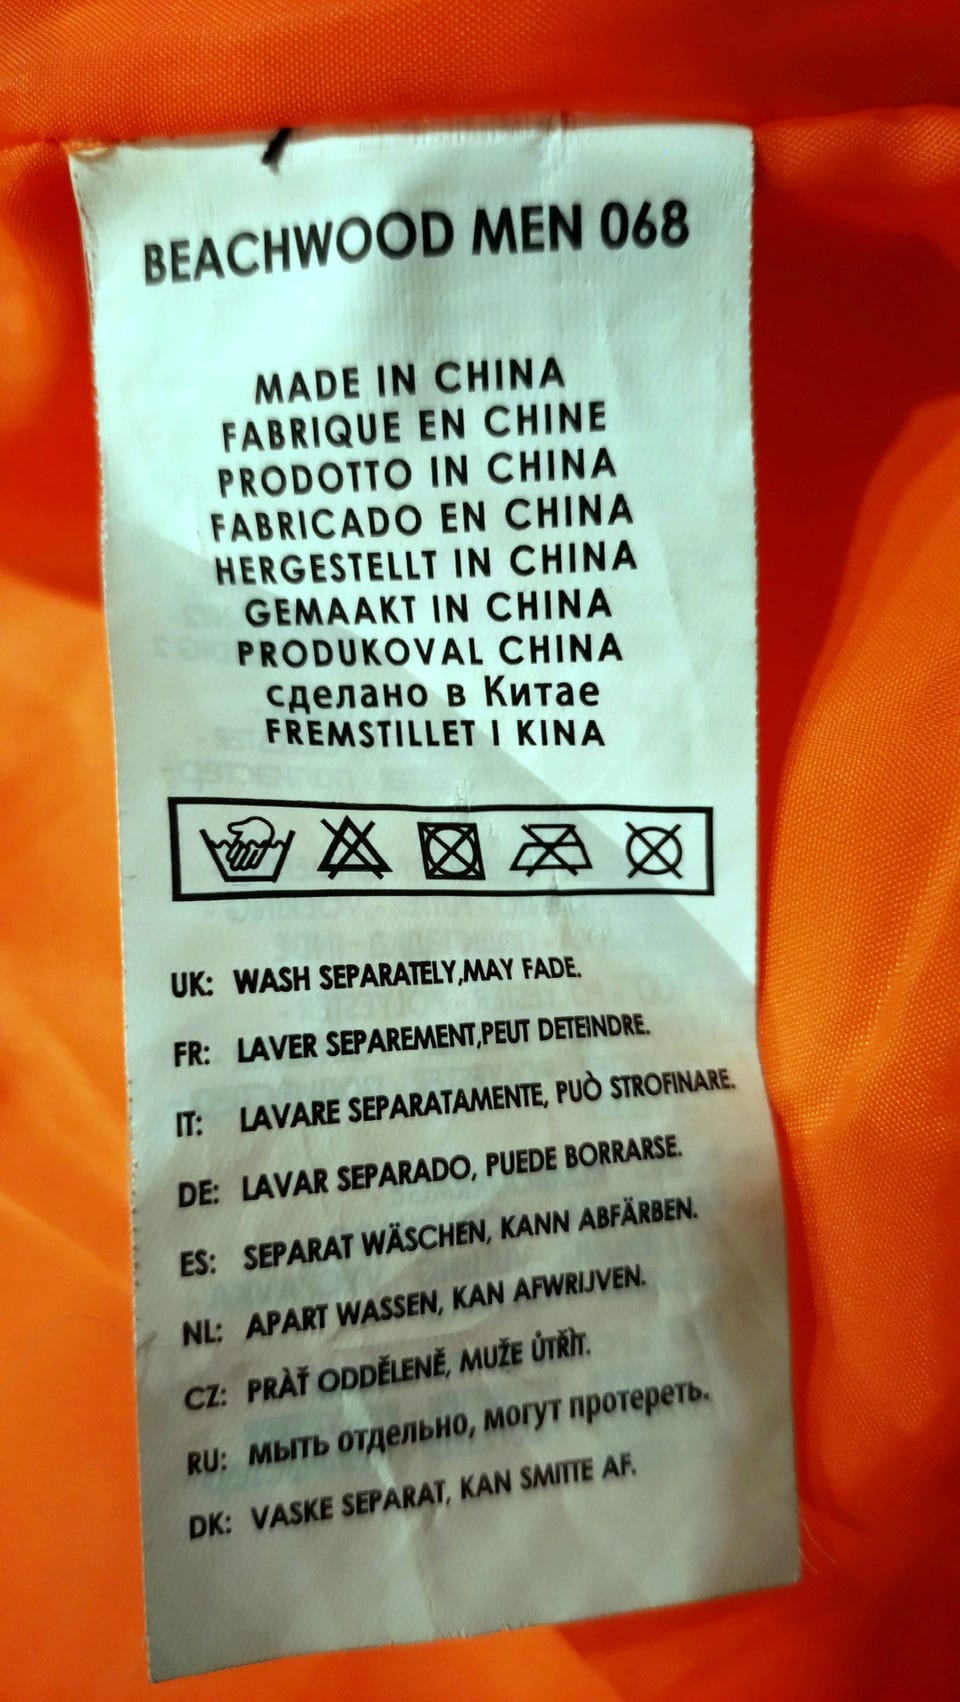 BEACHWOOD MEN 068
MADE IN CHINA
FABRIQUE EN CHINE
PRODOTTO IN CHINA
FABRICADO EN CHINA
HERGESTELLT IN CHINA
GEMAAKT IN CHINA
PRODUKOVAL CHINA
сделано в Китае
FREMSTILLET I KINA
UK: WASH SEPARATELY,MAY FADE.
FR: LAVER SEPAREMENT,PEUT DETEINDRE.
IT: LAVARE SEPARATAMENTE, PUÒ STROFINARE.
DE: LAVAR SEPARADO, PUEDE BORRARSE.
ES: SEPARAT WÄSCHEN, KANN ABFÄRBEN.
NL: APART WASSEN, KAN AFWRIJVEN.
CZ: PRÀŤ ODDĚLENĚ, MUŽE ŮTŘÌT.
RU: мыть отдельно, могут протереть.
DK: VASKE SEPARAT, KAN SMITTE AF.